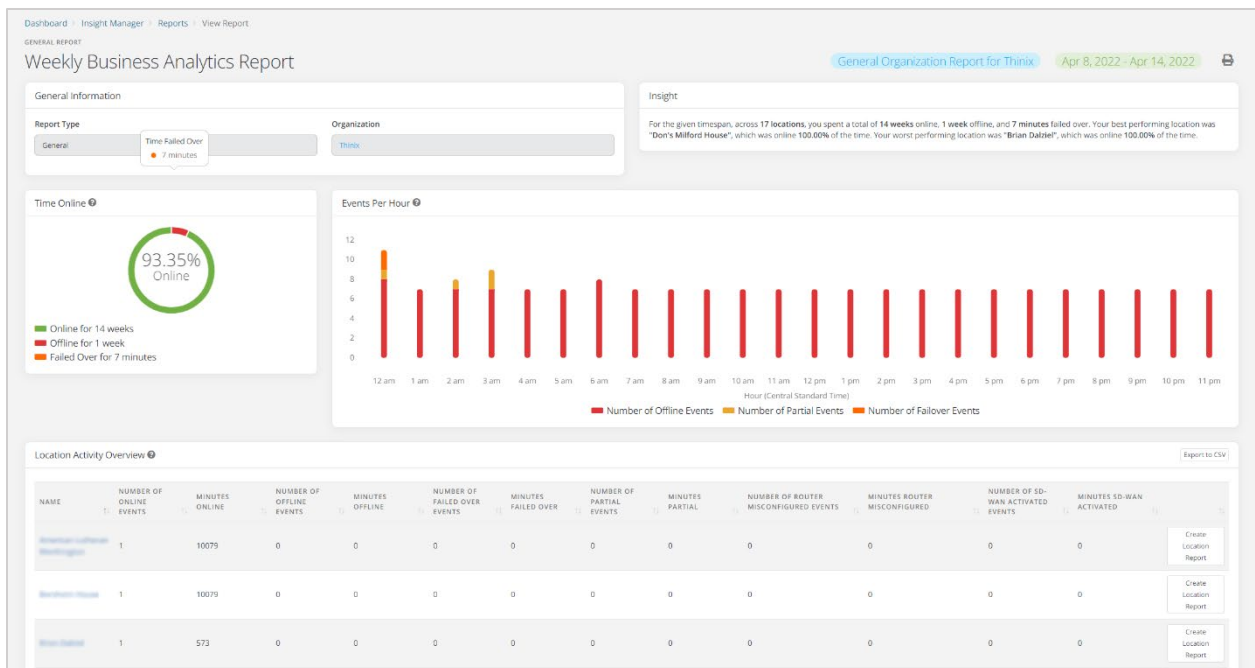 Dashboard > Insight Manager > Reports > View Report
GENERAL REPORT
Weekly Business Analytics Report
General Organization Report for Thinix
Apr 8, 2022 - Apr 14, 2022
General Information
Report Type
Organization
General
Thinix
Time Failed Over
7 minutes
Insight
For the given timespan, across 17 locations, you spent a total of 14 weeks online, 1 week offline, and 7 minutes failed over. Your best performing location was
"Don's Milford House", which was online 100.00% of the time. Your worst performing location was "Brian Dalziel", which was online 100.00% of the time.
Time Online
93.35%
Online
Online for 14 weeks
Offline for 1 week
Failed Over for 7 minutes
Events Per Hour
12
10
8
6
4
2
0
12 am 1 am 2 am 3 am 4 am 5 am 6 am 7 am 8 am 9 am 10 am 11 am 12 pm 1 pm 2 pm 3 pm 4 pm 5 pm 6 pm 7 pm 8 pm 9 pm 10 pm 11 pm
Hour (Central Standard Time)
Number of Offline Events Number of Partial Events Number of Failover Events
Location Activity Overview
Export to CSV
NAME NUMBER OF ONLINE EVENTS MINUTES ONLINE NUMBER OF OFFLINE EVENTS MINUTES OFFLINE NUMBER OF FAILED OVER EVENTS MINUTES FAILED OVER NUMBER OF PARTIAL EVENTS MINUTES PARTIAL NUMBER OF ROUTER MISCONFIGURED EVENTS MINUTES ROUTER MISCONFIGURED NUMBER OF SD-WAN ACTIVATED EVENTS MINUTES SD-WAN ACTIVATED
1 10079 0 0 0 0 0 0 0 0 0 0 Create Location Report
1 10079 0 0 0 0 0 0 0 0 0 0 Create Location Report
1 573 0 0 0 0 0 0 0 0 0 0 Create Location Report